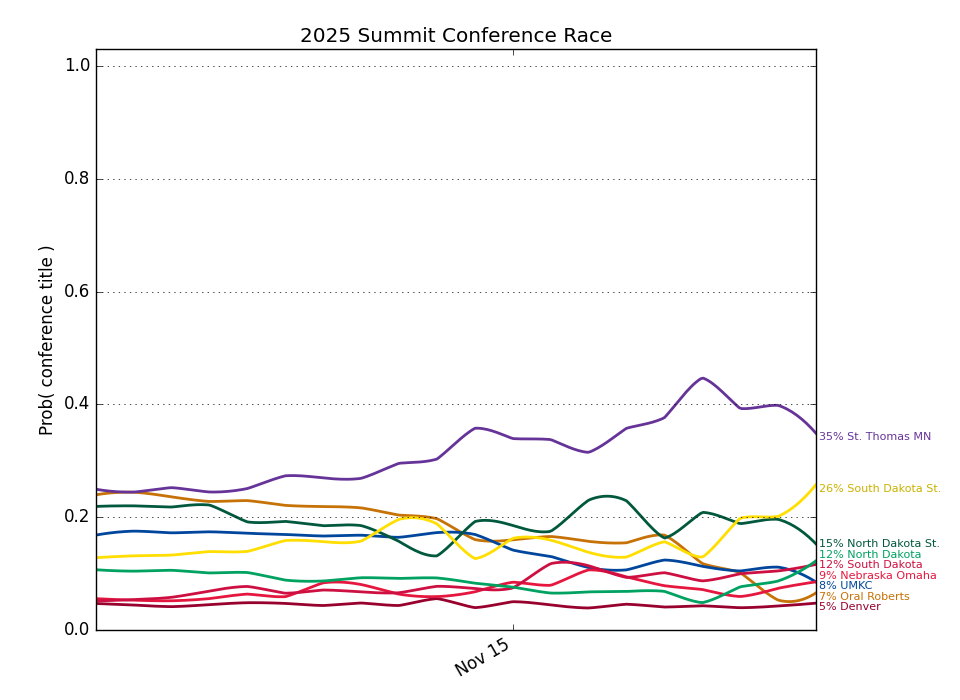 2025 Summit Conference Race
Prob( conference title )
1.0
0.8
0.6
0.4
0.2
0.0
Nov 15
35% St. Thomas MN
26% South Dakota St.
15% North Dakota St.
12% North Dakota
12% South Dakota
9% Nebraska Omaha
8% UMKC
7% Oral Roberts
5% Denver